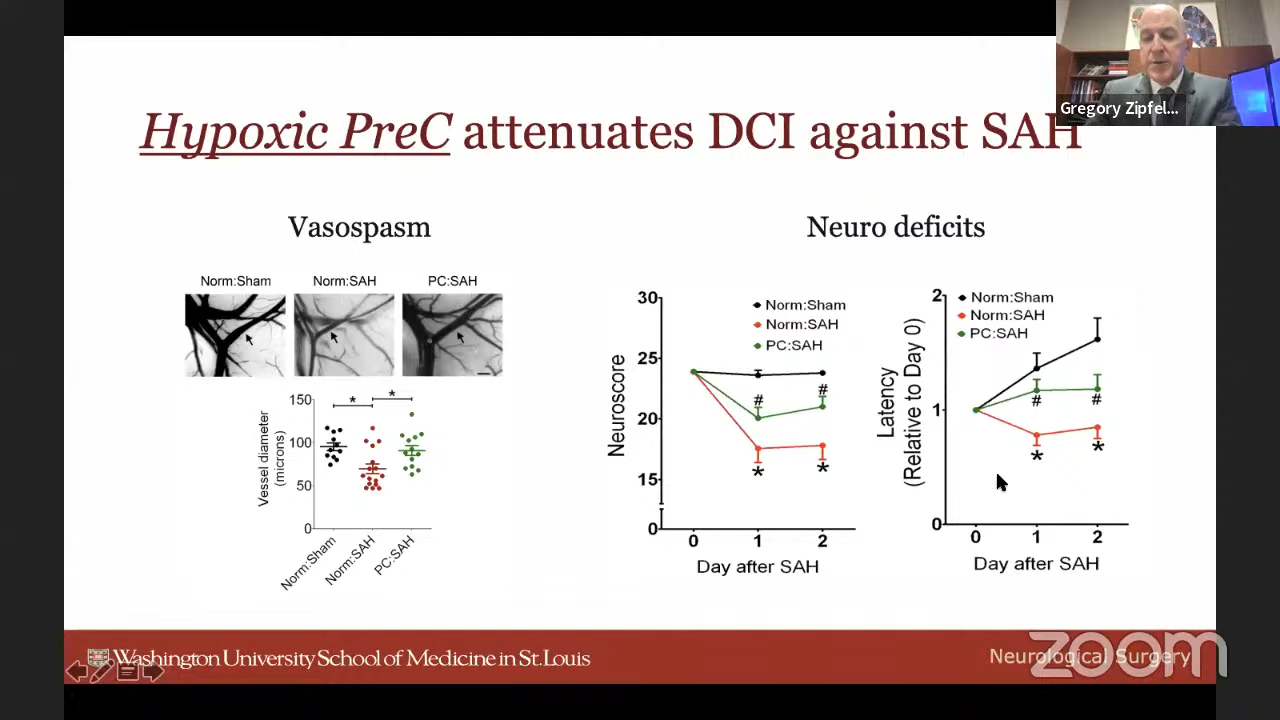 Gregory Zipfel...
Hypoxic PreC attenuates DCI against SAH
Vasospasm
Norm:Sham Norm:SAH PC:SAH
* *
150
100
50
0
Vessel diameter
(microns)
Norm:Sham
Norm:SAH
PC:SAH
Neuro deficits
Norm:Sham
Norm:SAH
PC:SAH
30
25
20
15
0
Neuroscore
# #
* *
0 1 2
Day after SAH
Norm:Sham
Norm:SAH
PC:SAH
2
1
0
Latency
(Relative to Day 0)
# #
* *
0 1 2
Day after SAH
Washington University School of Medicine in St. Louis
Neurological Surgery
zoom